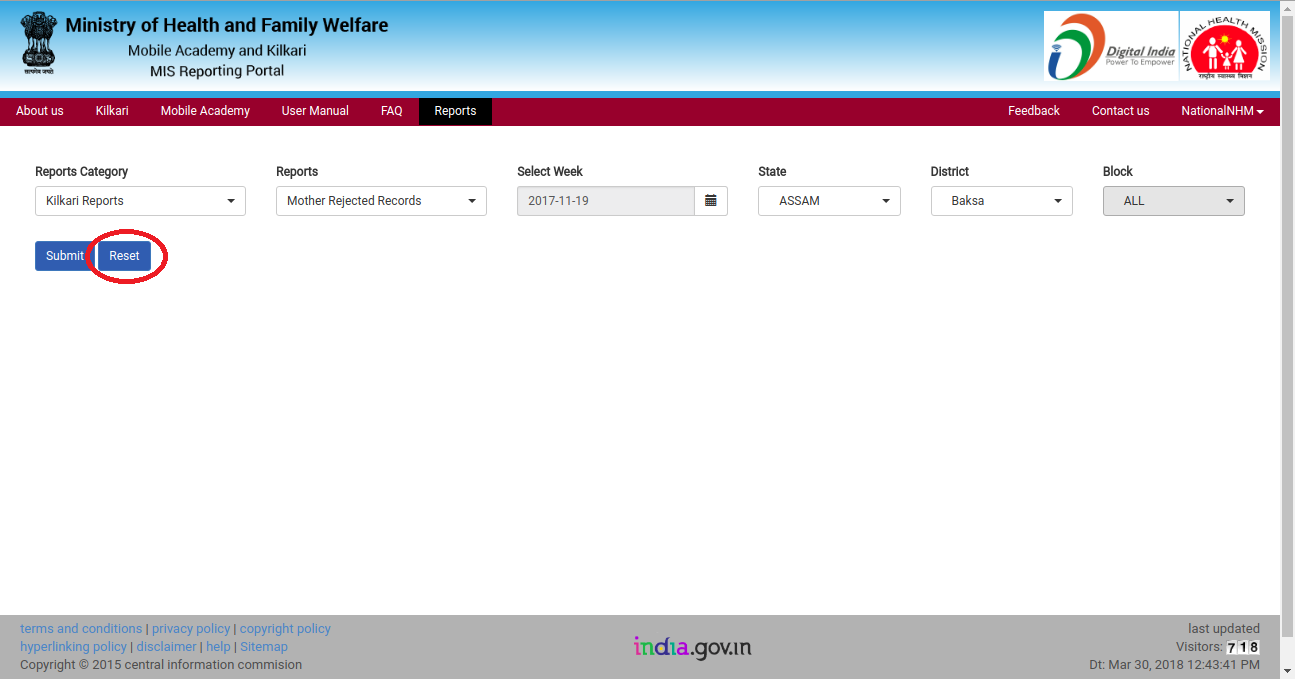 Ministry of Health and Family Welfare
Mobile Academy and Kilkari
MIS Reporting Portal
सत्यमेव जयते
Digital India
Power To Empower
NATIONAL HEALTH MISSION
राष्ट्रीय स्वास्थ्य मिशन
About us Kilkari Mobile Academy User Manual FAQ Reports Feedback Contact us NationalNHM
Reports Category Reports Select Week State District Block
Kilkari Reports Mother Rejected Records 2017-11-19 ASSAM Baksa ALL
Submit Reset
terms and conditions | privacy policy | copyright policy
hyperlinking policy | disclaimer | help | Sitemap
Copyright © 2015 central information commision
india.gov.in
last updated
Visitors: 718
Dt: Mar 30, 2018 12:43:41 PM